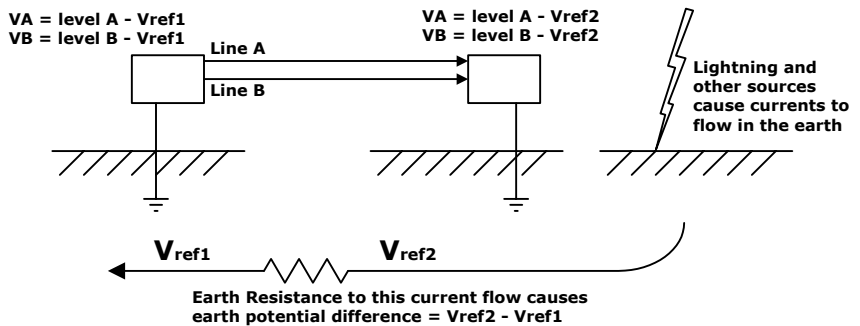 VA = level A - Vref1
VB = level B - Vref1
VA = level A - Vref2
VB = level B - Vref2
Line A
Line B
Lightning and
other sources
cause currents to
flow in the earth
Vref1
Vref2
Earth Resistance to this current flow causes
earth potential difference = Vref2 - Vref1